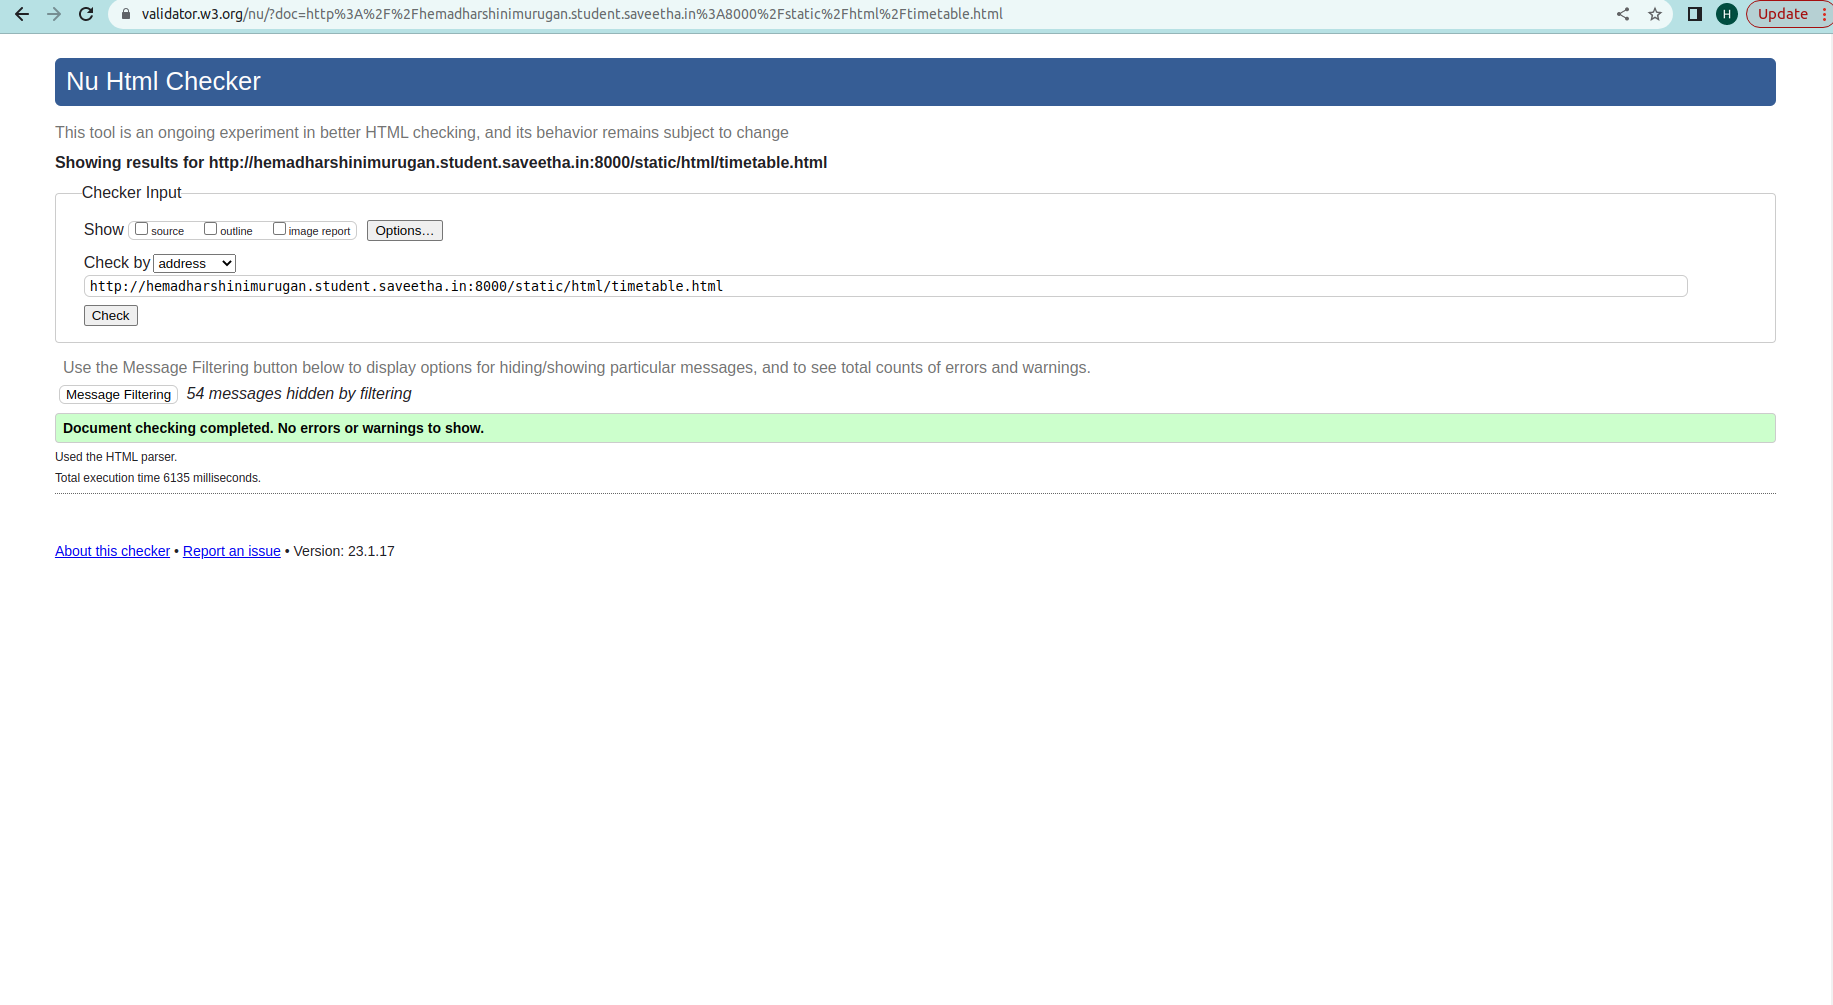 validator.w3.org/nu/?doc=http%3A%2F%2Fhemadharshinimurugan.student.saveetha.in%3A8000%2Fstatic%2Fhtml%2Ftimetable.html
H
Update
Nu Html Checker
This tool is an ongoing experiment in better HTML checking, and its behavior remains subject to change
Showing results for http://hemadharshinimurugan.student.saveetha.in:8000/static/html/timetable.html
Checker Input
Show source outline image report Options…
Check by address
http://hemadharshinimurugan.student.saveetha.in:8000/static/html/timetable.html
Check
Use the Message Filtering button below to display options for hiding/showing particular messages, and to see total counts of errors and warnings.
Message Filtering 54 messages hidden by filtering
Document checking completed. No errors or warnings to show.
Used the HTML parser.
Total execution time 6135 milliseconds.
About this checker • Report an issue • Version: 23.1.17